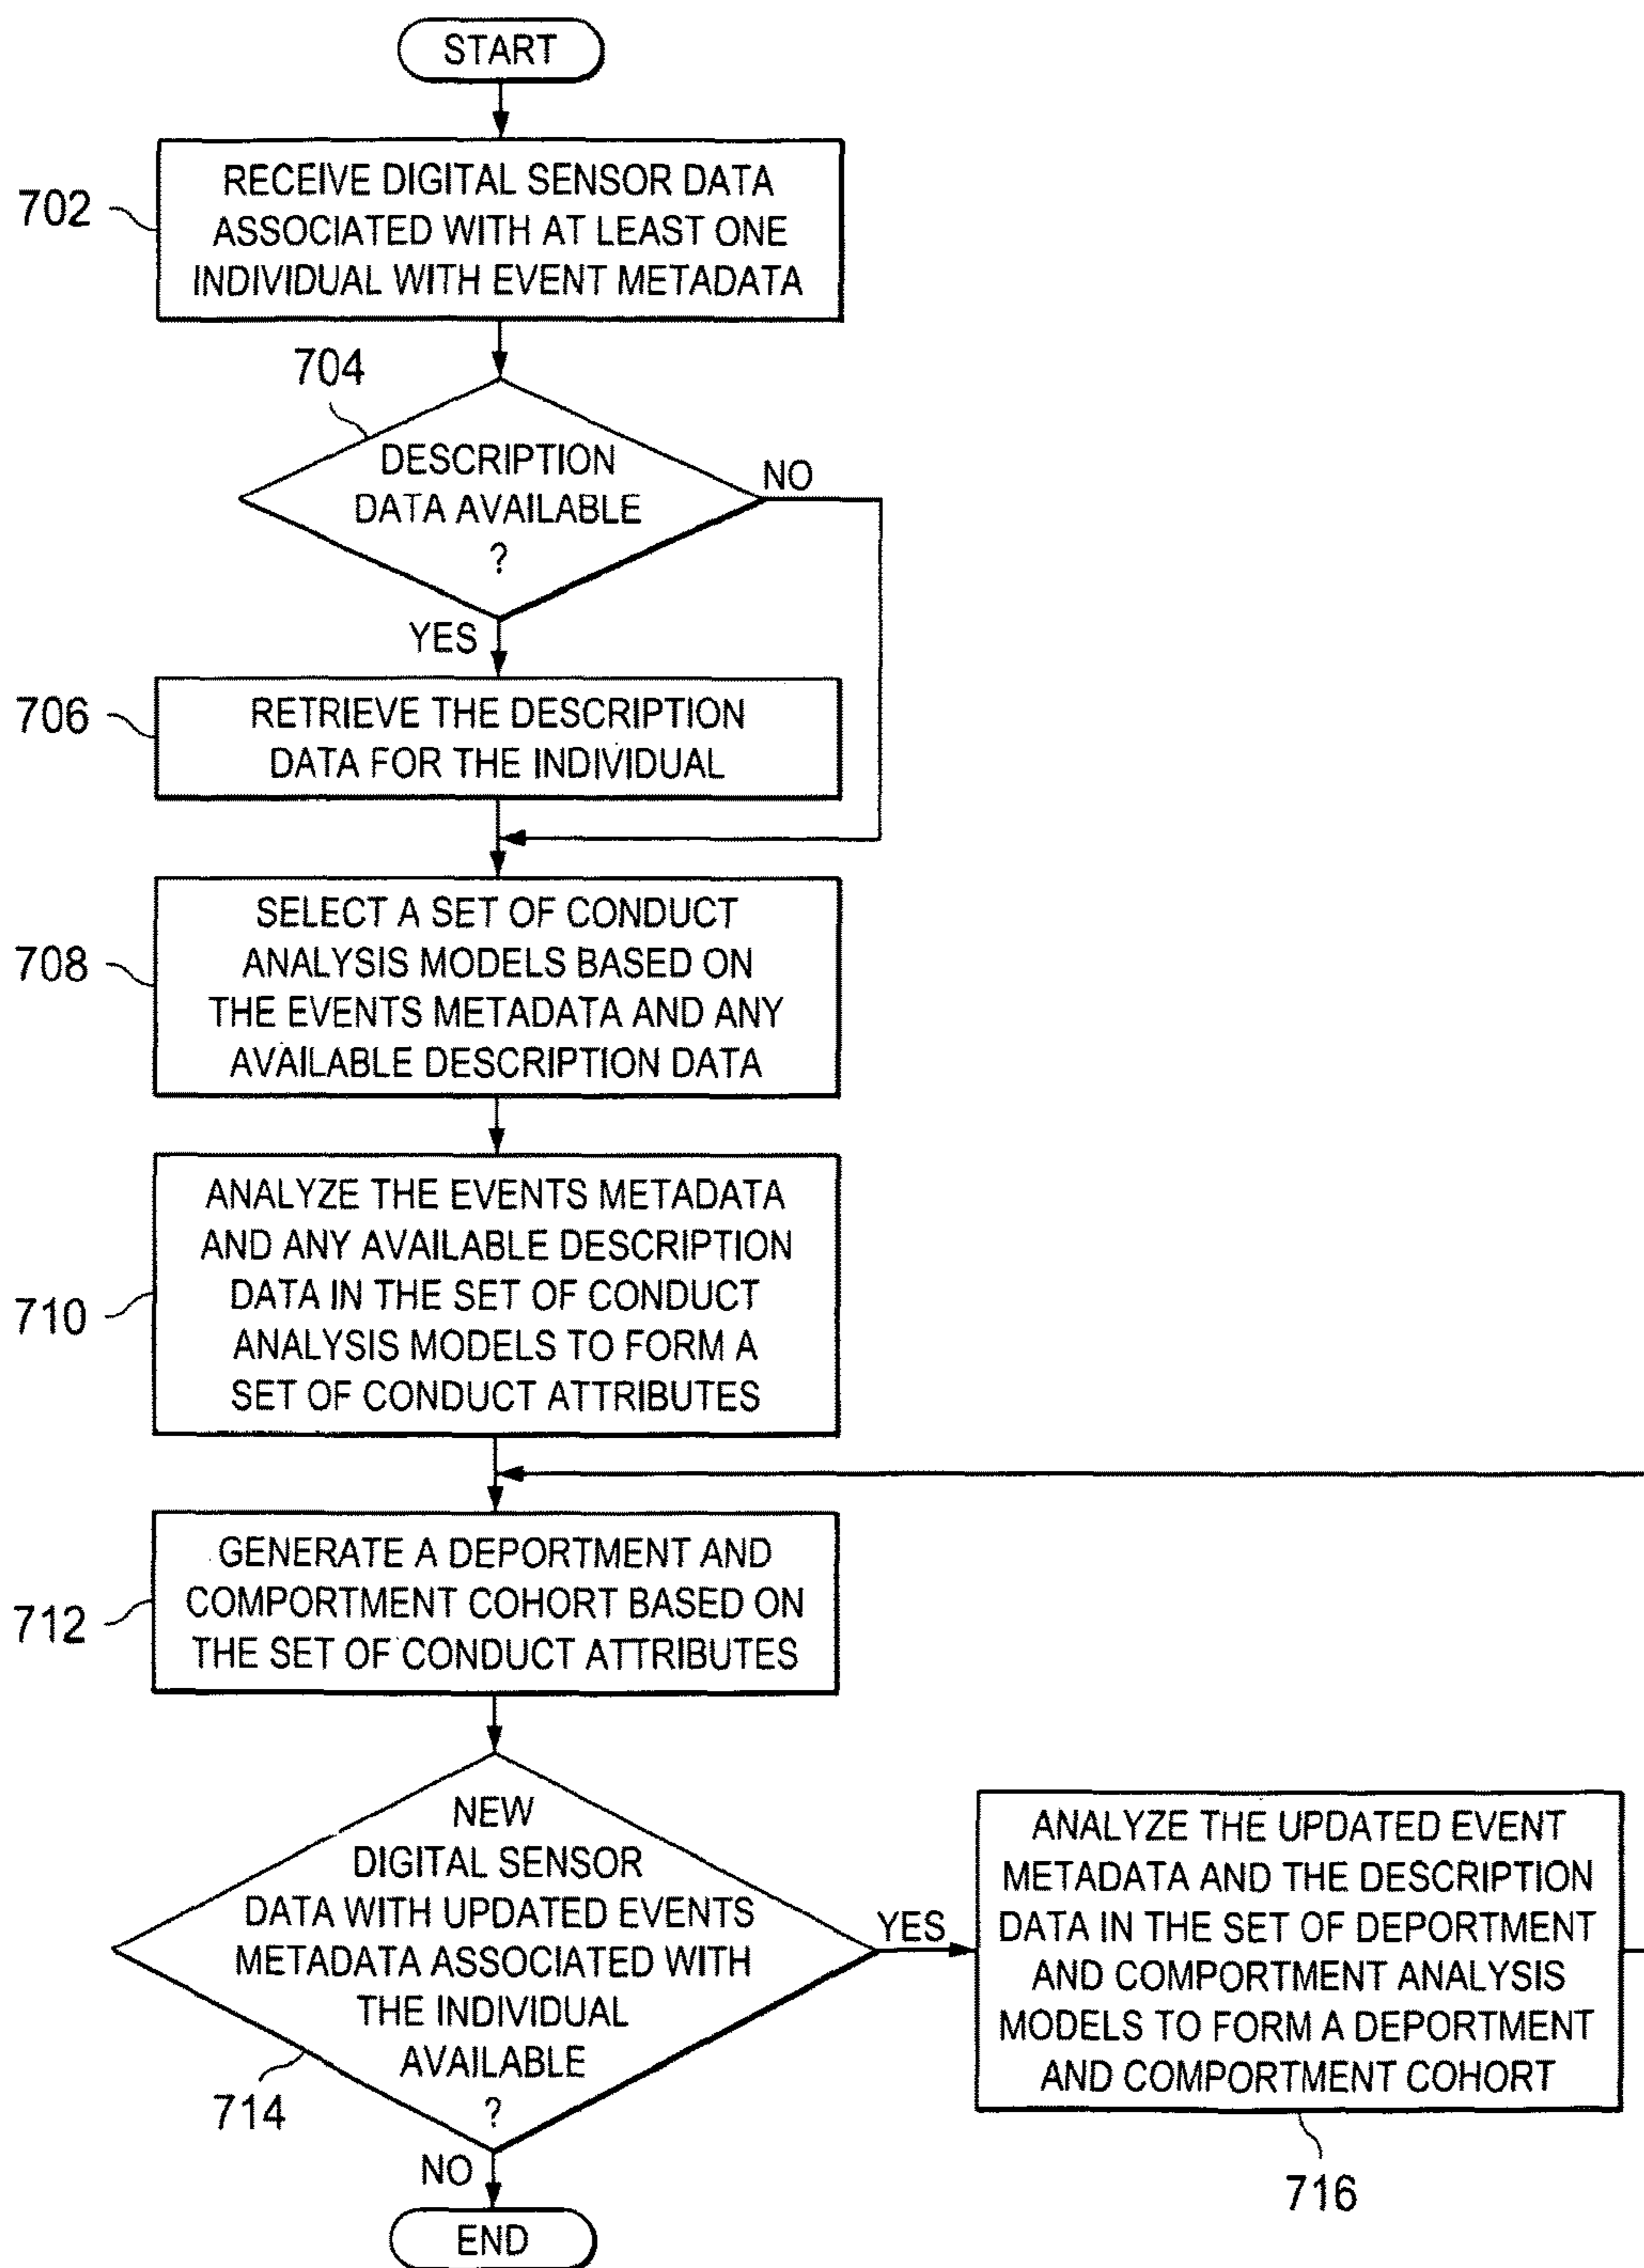 START
702
RECEIVE DIGITAL SENSOR DATA
ASSOCIATED WITH AT LEAST ONE
INDIVIDUAL WITH EVENT METADATA
704
DESCRIPTION
DATA AVAILABLE
?
NO
YES
706
RETRIEVE THE DESCRIPTION
DATA FOR THE INDIVIDUAL
708
SELECT A SET OF CONDUCT
ANALYSIS MODELS BASED ON
THE EVENTS METADATA AND ANY
AVAILABLE DESCRIPTION DATA
710
ANALYZE THE EVENTS METADATA
AND ANY AVAILABLE DESCRIPTION
DATA IN THE SET OF CONDUCT
ANALYSIS MODELS TO FORM A
SET OF CONDUCT ATTRIBUTES
712
GENERATE A DEPORTMENT AND
COMPORTMENT COHORT BASED ON
THE SET OF CONDUCT ATTRIBUTES
NEW
DIGITAL SENSOR
DATA WITH UPDATED EVENTS
METADATA ASSOCIATED WITH
THE INDIVIDUAL
AVAILABLE
?
714
YES
ANALYZE THE UPDATED EVENT
METADATA AND THE DESCRIPTION
DATA IN THE SET OF DEPORTMENT
AND COMPORTMENT ANALYSIS
MODELS TO FORM A DEPORTMENT
AND COMPORTMENT COHORT
716
NO
END